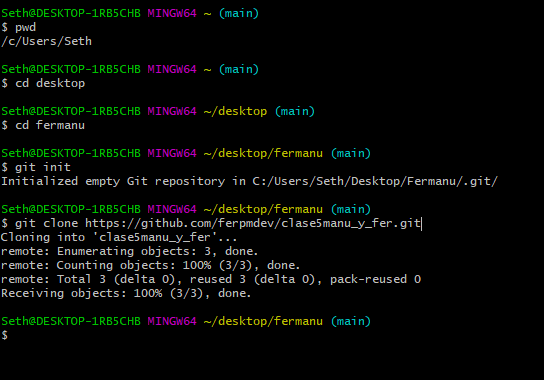 Seth@DESKTOP-1RB5CHB MINGW64 ~ (main)
$ pwd
/c/Users/Seth
Seth@DESKTOP-1RB5CHB MINGW64 ~ (main)
$ cd desktop
Seth@DESKTOP-1RB5CHB MINGW64 ~/desktop (main)
$ cd fermanu
Seth@DESKTOP-1RB5CHB MINGW64 ~/desktop/fermanu (main)
$ git init
Initialized empty Git repository in C:/Users/Seth/Desktop/Fermanu/.git/
Seth@DESKTOP-1RB5CHB MINGW64 ~/desktop/fermanu (main)
$ git clone https://github.com/ferpmdev/clase5manu_y_fer.git
Cloning into 'clase5manu_y_fer'...
remote: Enumerating objects: 3, done.
remote: Counting objects: 100% (3/3), done.
remote: Total 3 (delta 0), reused 3 (delta 0), pack-reused 0
Receiving objects: 100% (3/3), done.
Seth@DESKTOP-1RB5CHB MINGW64 ~/desktop/fermanu (main)
$